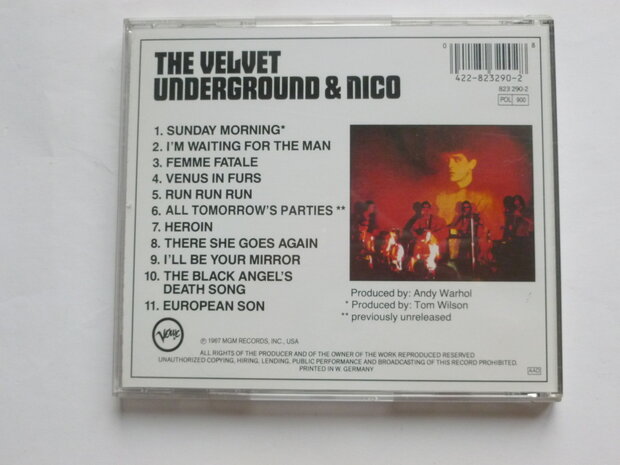 THE VELVET
UNDERGROUND & NICO
0 8
422-823290-2
823 290-2
POL 900
1. SUNDAY MORNING*
2. I'M WAITING FOR THE MAN
3. FEMME FATALE
4. VENUS IN FURS
5. RUN RUN RUN
6. ALL TOMORROW'S PARTIES **
7. HEROIN
8. THERE SHE GOES AGAIN
9. I'LL BE YOUR MIRROR
10. THE BLACK ANGEL'S
DEATH SONG
11. EUROPEAN SON
Produced by: Andy Warhol
* Produced by: Tom Wilson
** previously unreleased
Verve
℗ 1967 MGM RECORDS, INC., USA
ALL RIGHTS OF THE PRODUCER AND OF THE OWNER OF THE WORK REPRODUCED RESERVED
UNAUTHORIZED COPYING, HIRING, LENDING, PUBLIC PERFORMANCE AND BROADCASTING OF THIS RECORD PROHIBITED.
PRINTED IN W. GERMANY
AAD